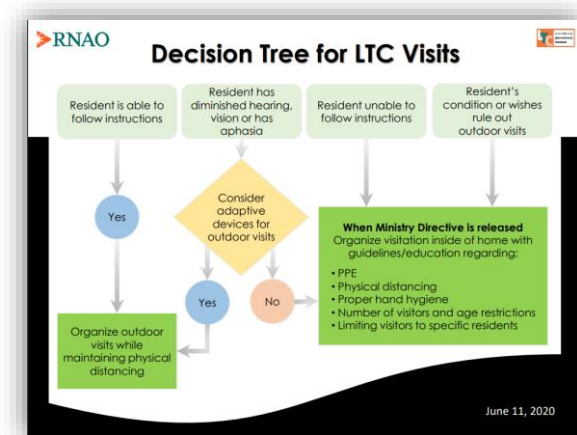 RNAO
Decision Tree for LTC Visits
Resident is able to
follow instructions
Resident has
diminished hearing,
vision or has
aphasia
Resident unable to
follow instructions
Resident's
condition or wishes
rule out
outdoor visits
Yes
Consider
adaptive
devices for
outdoor visits
Yes
No
When Ministry Directive is released
Organize visitation inside of home with
guidelines/education regarding:
• PPE
• Physical distancing
• Proper hand hygiene
• Number of visitors and age restrictions
• Limiting visitors to specific residents
Organize outdoor
visits while
maintaining physical
distancing
June 11, 2020